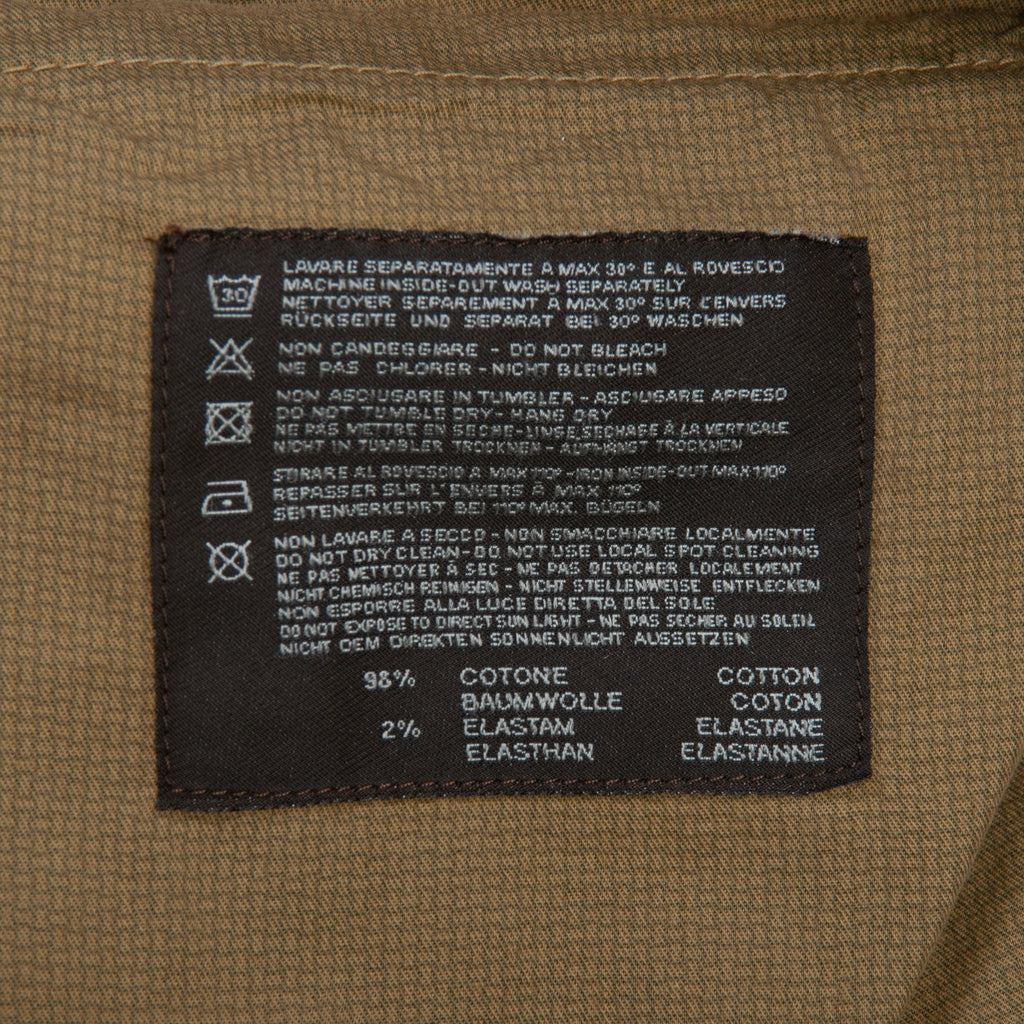 30
LAVARE SEPARATAMENTE A MAX 30° E AL ROVESCIO
MACHINE INSIDE-OUT WASH SEPARATELY
NETTOYER SEPAREMENT À MAX 30° SUR L'ENVERS
RÜCKSEITE UND SEPARAT BEI 30° WASCHEN
NON CANDEGGIARE - DO NOT BLEACH
NE PAS CHLORER - NICHT BLEICHEN
NON ASCIUGARE IN TUMBLER - ASCIUGARE APPESO
DO NOT TUMBLE DRY - HANG DRY
NE PAS METTRE EN SECHE-LINGE, SECHAGE À LA VERTICALE
NICHT IN TUMBLER TROCKNEN - TROCKNEN
STIRARE AL ROVESCIO A MAX 110° - IRON INSIDE-OUT MAX 110°
REPASSER SUR L'ENVERS À MAX 110°
SEITENVERKEHRT BEI 110° MAX. BÜGELN
NON LAVARE A SECCO - NON SMACCHIARE LOCALMENTE
DO NOT DRY CLEAN - DO NOT USE LOCAL SPOT CLEANING
NE PAS NETTOYER À SEC - NE PAS DETACHER LOCALEMENT
NICHT CHEMISCH REINIGEN - NICHT STELLENWEISE ENTFLECKEN
NON ESPORRE ALLA LUCE DIRETTA DEL SOLE
DO NOT EXPOSE TO DIRECT SUN LIGHT - NE PAS SECHER AU SOLEIL
NICHT DEM DIREKTEN SONNENLICHT AUSSETZEN
98% COTONE COTTON
BAUMWOLLE COTON
2% ELASTAM ELASTANE
ELASTHAN ELASTANNE